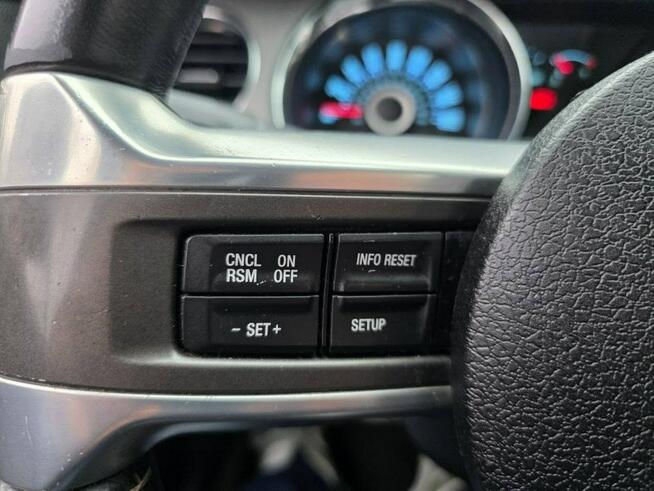 CNCL ON
RSM OFF
INFO RESET
- SET +
SETUP